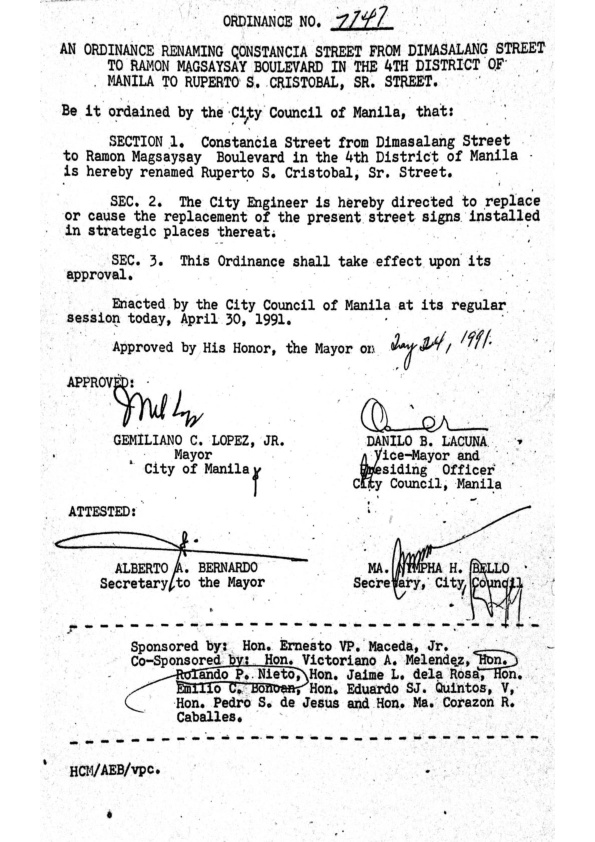 ORDINANCE NO. 7747
AN ORDINANCE RENAMING CONSTANCIA STREET FROM DIMASALANG STREET
TO RAMON MAGSAYSAY BOULEVARD IN THE 4TH DISTRICT OF
MANILA TO RUPERTO S. CRISTOBAL, SR. STREET.
Be it ordained by the City Council of Manila, that:
SECTION 1. Constancia Street from Dimasalang Street
to Ramon Magsaysay Boulevard in the 4th District of Manila
is hereby renamed Ruperto S. Cristobal, Sr. Street.
SEC. 2. The City Engineer is hereby directed to replace
or cause the replacement of the present street signs installed
in strategic places thereat.
SEC. 3. This Ordinance shall take effect upon its
approval.
Enacted by the City Council of Manila at its regular
session today, April 30, 1991.
Approved by His Honor, the Mayor on May 24, 1991.
APPROVED:
GEMILIANO C. LOPEZ, JR.
Mayor
City of Manila
DANILO B. LACUNA
Vice-Mayor and
Presiding Officer
City Council, Manila
ATTESTED:
ALBERTO A. BERNARDO
Secretary to the Mayor
MA. NYMPHA H. BELLO
Secretary, City Council
Sponsored by: Hon. Ernesto VP. Maceda, Jr.
Co-Sponsored by: Hon. Victoriano A. Melendez, Hon.
Rolando P. Nieto, Hon. Jaime L. dela Rosa, Hon.
Emilio C. Bonoan, Hon. Eduardo SJ. Quintos, V,
Hon. Pedro S. de Jesus and Hon. Ma. Corazon R.
Caballes.
HCM/AEB/vpc.